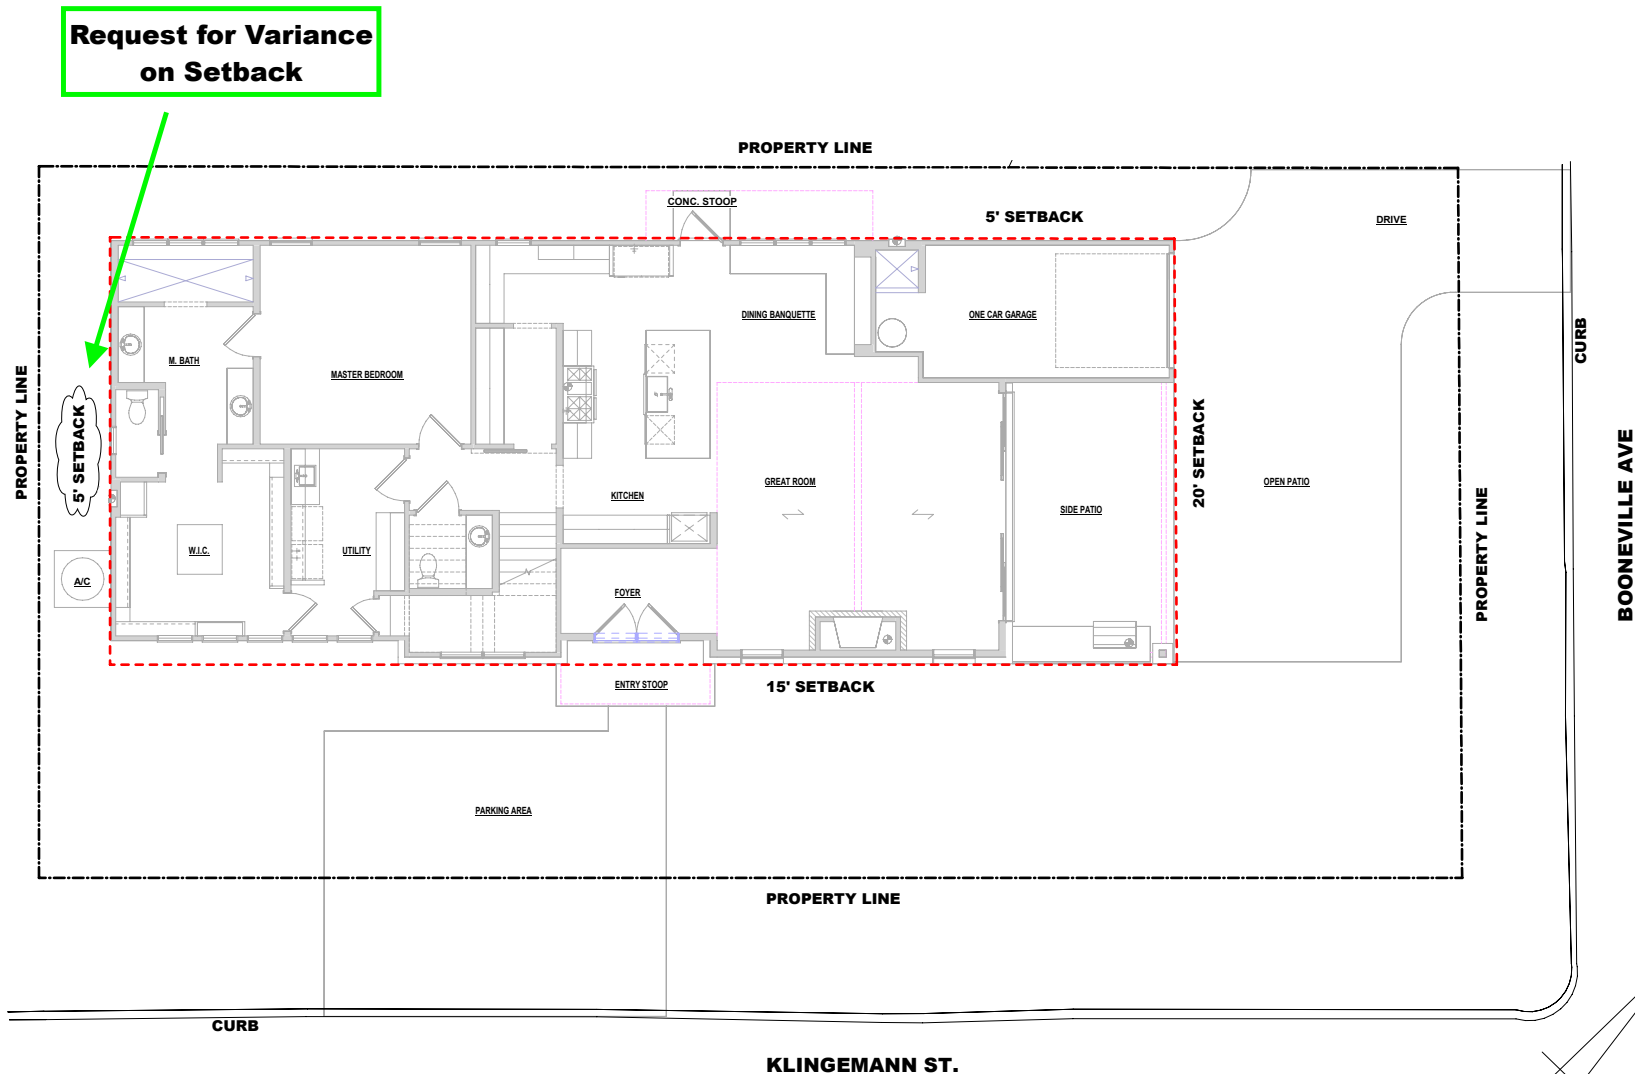 Request for Variance
on Setback
PROPERTY LINE
CONC. STOOP
5' SETBACK
DRIVE
DINING BANQUETTE
ONE CAR GARAGE
CURB
M. BATH
MASTER BEDROOM
PROPERTY LINE
5' SETBACK
20' SETBACK
BOONEVILLE AVE
KITCHEN
GREAT ROOM
OPEN PATIO
SIDE PATIO
PROPERTY LINE
W.I.C.
UTILITY
A/C
FOYER
ENTRY STOOP
15' SETBACK
PARKING AREA
PROPERTY LINE
CURB
KLINGEMANN ST.